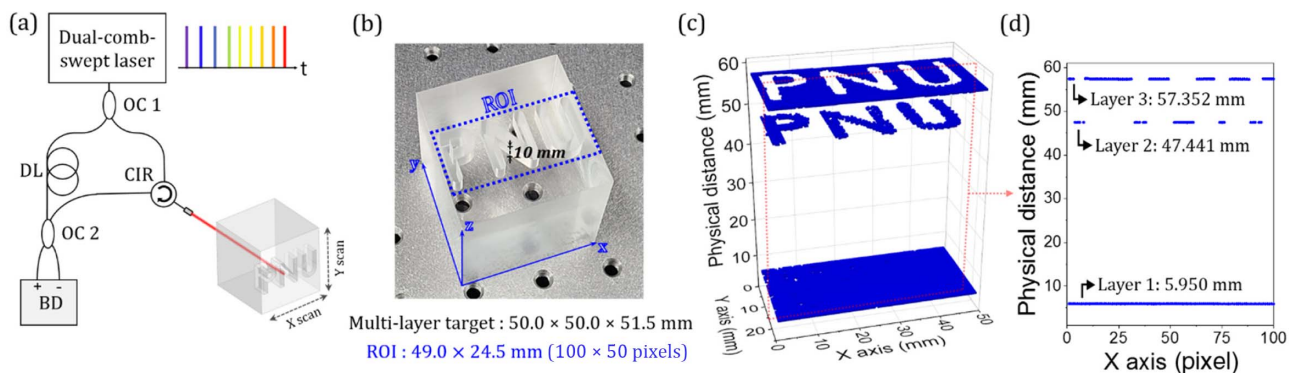 (a)
Dual-comb-
swept laser
t
OC 1
DL
CIR
OC 2
+ -
BD
PNU
Y scan
X scan
(b)
ROI
10 mm
y
z
x
Multi-layer target : 50.0 × 50.0 × 51.5 mm
ROI : 49.0 × 24.5 mm (100 × 50 pixels)
(c)
Physical distance (mm)
60
50
40
30
20
10
0
PNU
PNU
Y axis (mm)
0
10
20
0
10
20
30
40
50
X axis (mm)
(d)
Physical distance (mm)
60
50
40
30
20
10
Layer 3: 57.352 mm
Layer 2: 47.441 mm
Layer 1: 5.950 mm
0 25 50 75 100
X axis (pixel)